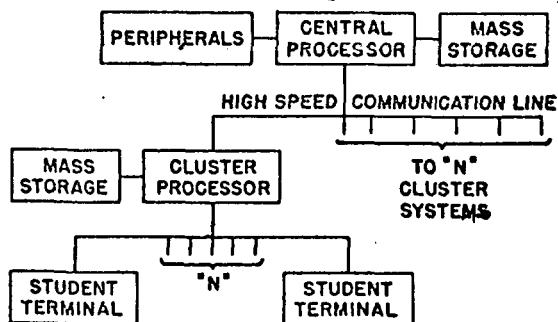 PERIPHERALS
CENTRAL
PROCESSOR
MASS
STORAGE
HIGH SPEED COMMUNICATION LINE
MASS
STORAGE
CLUSTER
PROCESSOR
TO "N"
CLUSTER
SYSTEMS
"N"
STUDENT
TERMINAL
STUDENT
TERMINAL